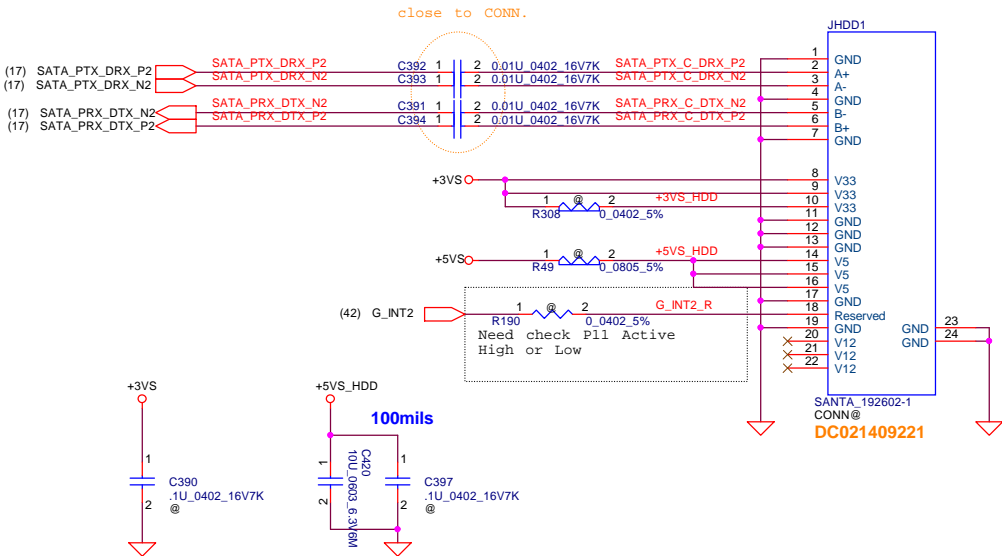 close to CONN.
JHDD1
(17) SATA_PTX_DRX_P2 SATA_PTX_DRX_P2 C392 1 2 0.01U_0402_16V7K SATA_PTX_C_DRX_P2
(17) SATA_PTX_DRX_N2 SATA_PTX_DRX_N2 C393 1 2 0.01U_0402_16V7K SATA_PTX_C_DRX_N2
(17) SATA_PRX_DTX_N2 SATA_PRX_DTX_N2 C391 1 2 0.01U_0402_16V7K SATA_PRX_C_DTX_N2
(17) SATA_PRX_DTX_P2 SATA_PRX_DTX_P2 C394 1 2 0.01U_0402_16V7K SATA_PRX_C_DTX_P2
1 GND
2 A+
3 A-
4 GND
5 B-
6 B+
7 GND
8 V33
9 V33
10 V33
11 GND
12 GND
13 GND
14 V5
15 V5
16 V5
17 GND
18 Reserved
19 GND
20 V12
21 V12
22 V12
GND 23
GND 24
+3VS
1 @ 2 +3VS_HDD
R308 0_0402_5%
+5VS
1 @ 2 +5VS_HDD
R49 0_0805_5%
(42) G_INT2 1 @ 2 G_INT2_R
R190 0_0402_5%
Need check P11 Active
High or Low
SANTA_192602-1
CONN@
DC021409221
+3VS
1
C390
.1U_0402_16V7K
2 @
+5VS_HDD
100mils
1
C420
10U_0603_6.3V6M
2
1
C397
.1U_0402_16V7K
2 @